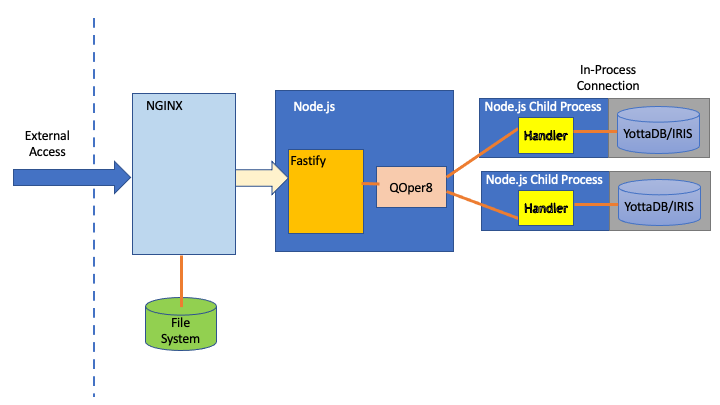 External
Access
NGINX
File
System
Node.js
Fastify
QOper8
In-Process
Connection
Node.js Child Process
Handler
YottaDB/IRIS
Node.js Child Process
Handler
YottaDB/IRIS